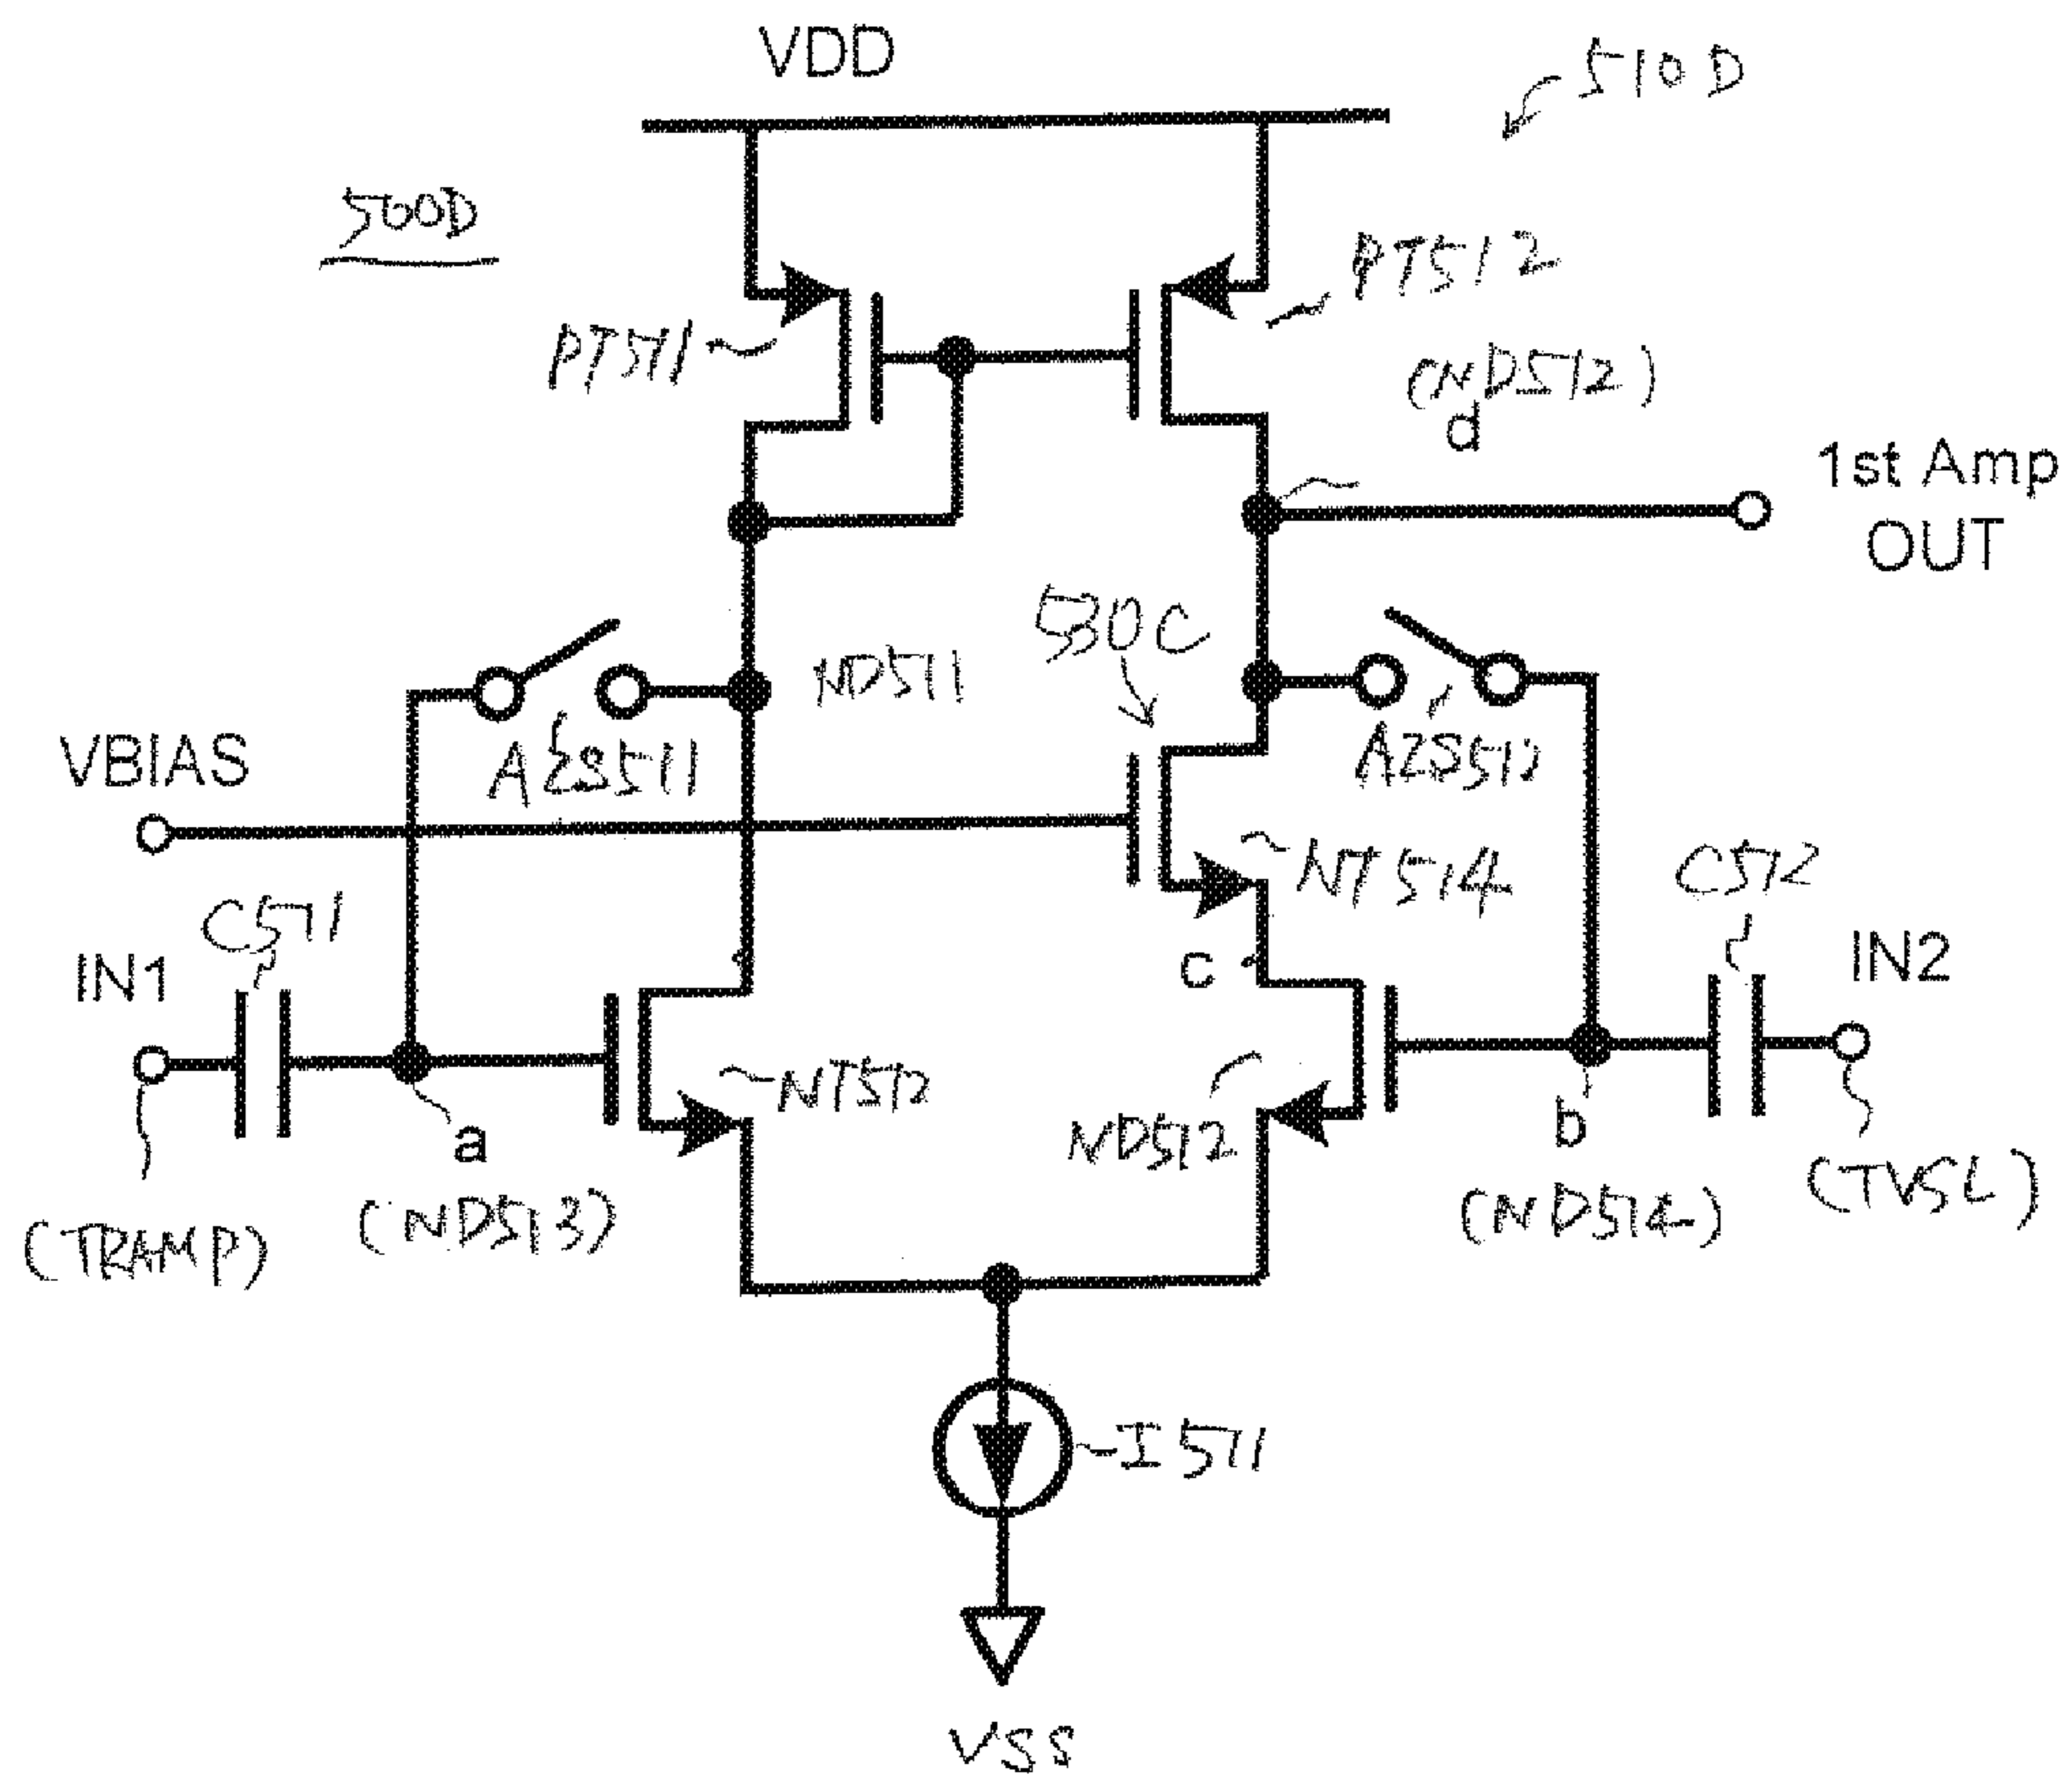 VDD
510D
500D
PT512
PT511
(ND512)
d
1st Amp
OUT
530C
ND511
VBIAS
AZS511
AZS512
NT514
C512
C511
IN1
c
IN2
NT512
a
ND512
b
(TVSL)
(ND513)
(ND514)
(TRAMP)
I511
VSS